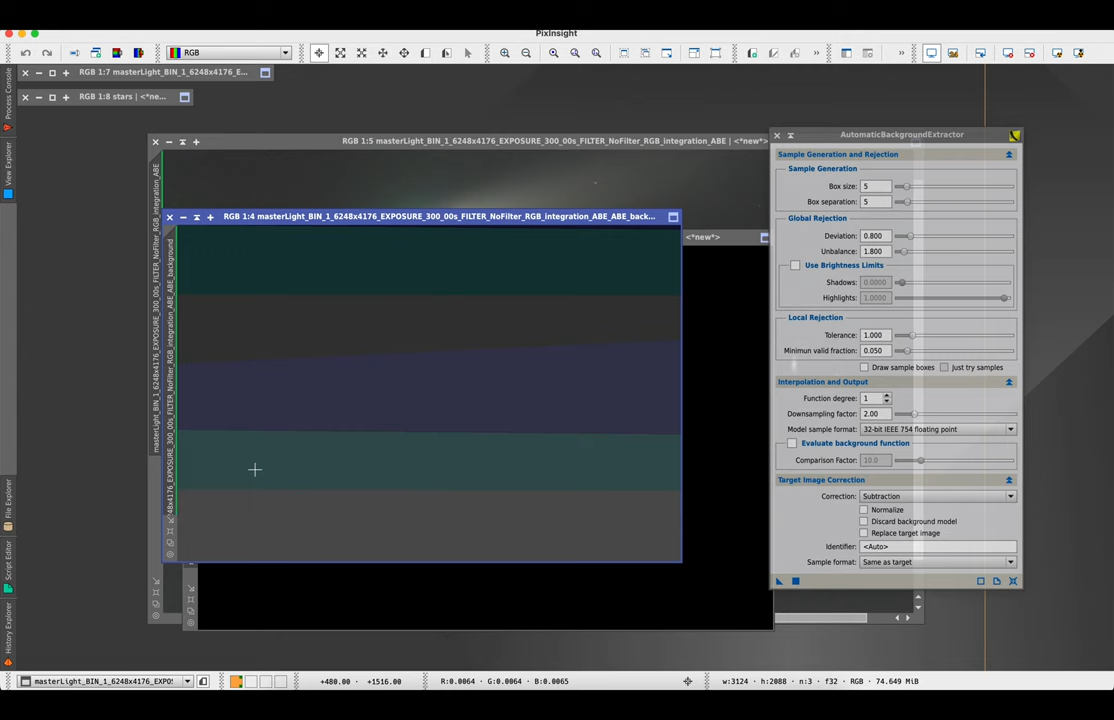 PixInsight
RGB
Process Console
View Explorer
File Explorer
Script Editor
History Explorer
RGB 1:7 masterLight_BIN_1_6248x4176_E...
RGB 1:8 stars | <*ne...
RGB 1:5 masterLight_BIN_1_6248x4176_EXPOSURE_300_00s_FILTER_NoFilter_RGB_integration_ABE | <*new*>
masterLight_BIN_1_6248x4176_EXPOSURE_300_00s_FILTER_NoFilter_RGB_integration_ABE
RGB 1:4 masterLight_BIN_1_6248x4176_EXPOSURE_300_00s_FILTER_NoFilter_RGB_integration_ABE_ABE_back...
248x4176_EXPOSURE_300_00s_FILTER_NoFilter_RGB_integration_ABE_ABE_background
<*new*>
AutomaticBackgroundExtractor
Sample Generation and Rejection
Sample Generation
Box size: 5
Box separation: 5
Global Rejection
Deviation: 0.800
Unbalance: 1.800
Use Brightness Limits
Shadows: 0.0000
Highlights: 1.0000
Local Rejection
Tolerance: 1.000
Minimun valid fraction: 0.050
Draw sample boxes Just try samples
Interpolation and Output
Function degree: 1
Downsampling factor: 2.00
Model sample format: 32-bit IEEE 754 floating point
Evaluate background function
Comparison Factor: 10.0
Target Image Correction
Correction: Subtraction
Normalize
Discard background model
Replace target image
Identifier: <Auto>
Sample format: Same as target
masterLight_BIN_1_6248x4176_EXPO
+480.00 · +1516.00
R:0.0064 · G:0.0064 · B:0.0065
w:3124 · h:2088 · n:3 · f32 · RGB · 74.649 MiB